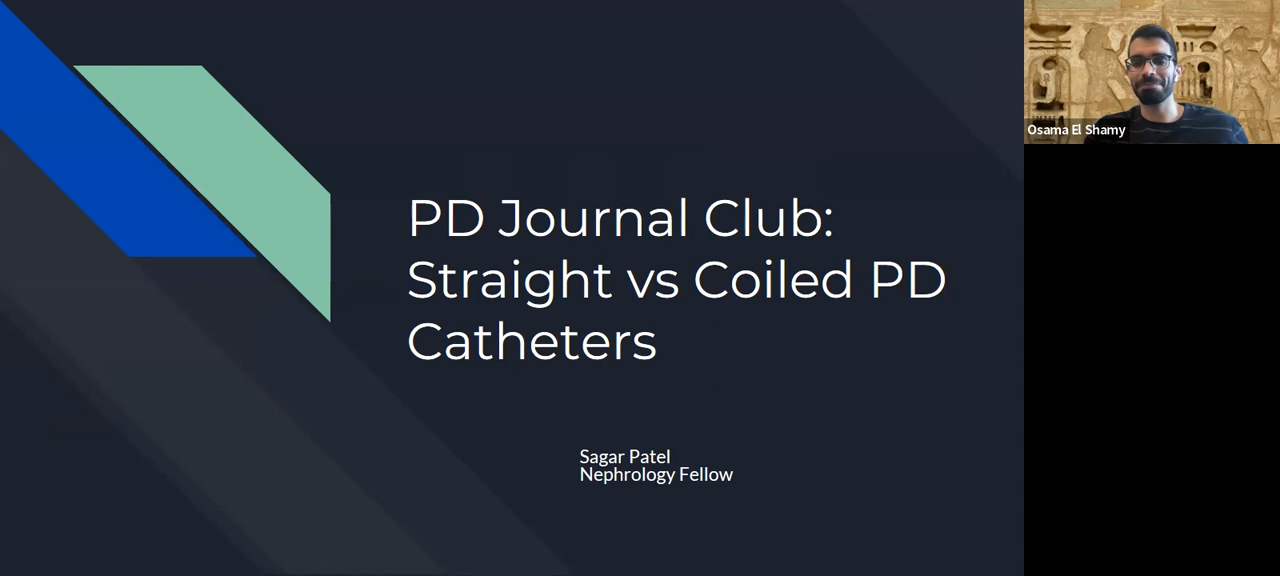 PD Journal Club:
Straight vs Coiled PD
Catheters
Sagar Patel
Nephrology Fellow
Osama El Shamy